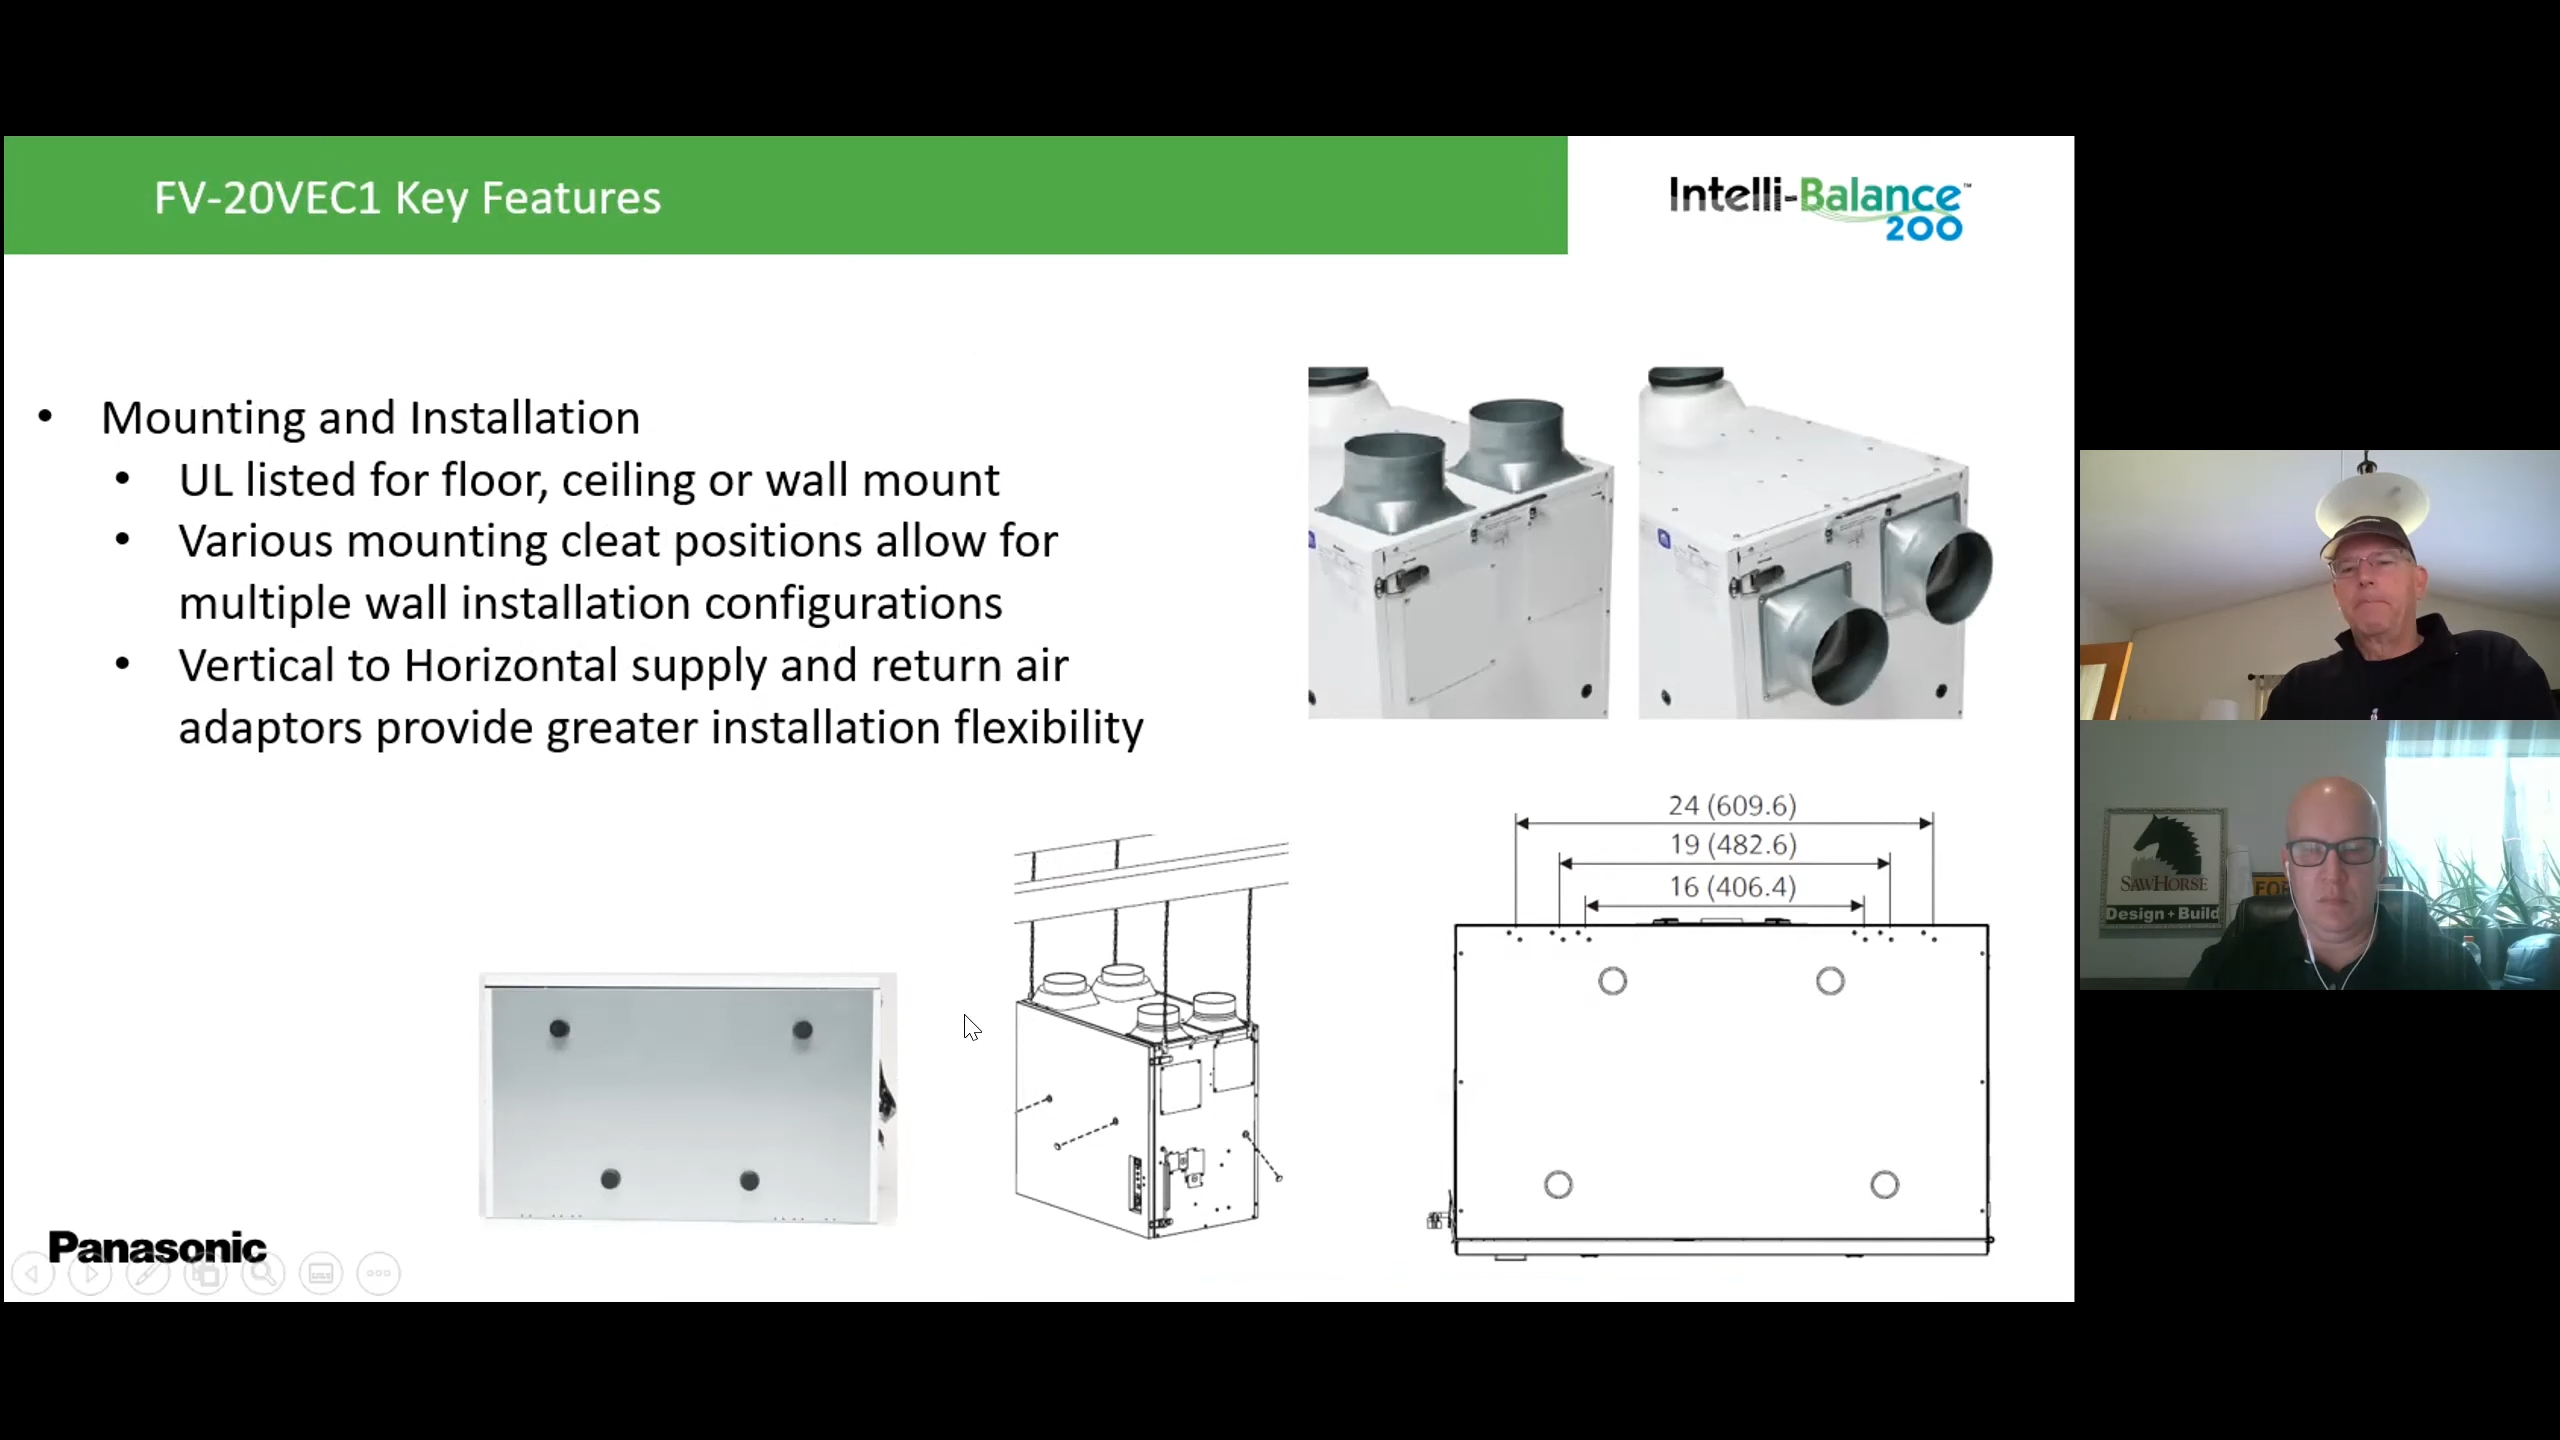 FV-20VEC1 Key Features
Intelli-Balance™
200
• Mounting and Installation
• UL listed for floor, ceiling or wall mount
• Various mounting cleat positions allow for
multiple wall installation configurations
• Vertical to Horizontal supply and return air
adaptors provide greater installation flexibility
24 (609.6)
19 (482.6)
16 (406.4)
Panasonic
SAWHORSE
Design + Build